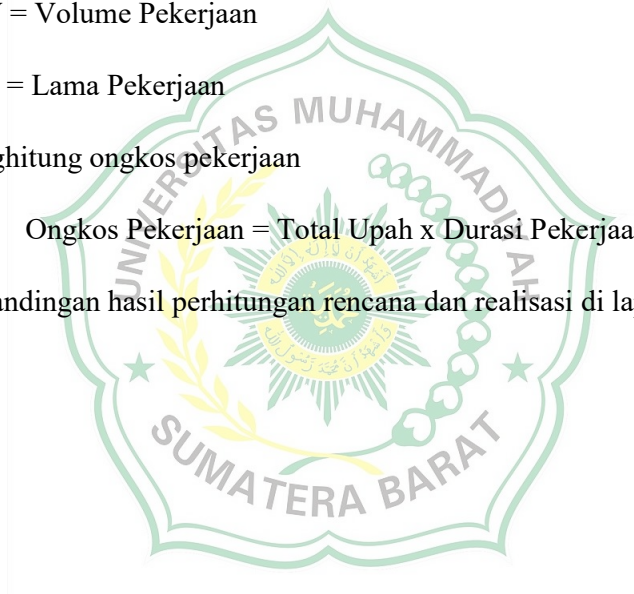 = Volume Pekerjaan
= Lama Pekerjaan
ghitung ongkos pekerjaan
Ongkos Pekerjaan = Total Upah x Durasi Pekerjaa
andingan hasil perhitungan rencana dan realisasi di la
UNIVERSITAS MUHAMMADIYAH
SUMATERA BARAT